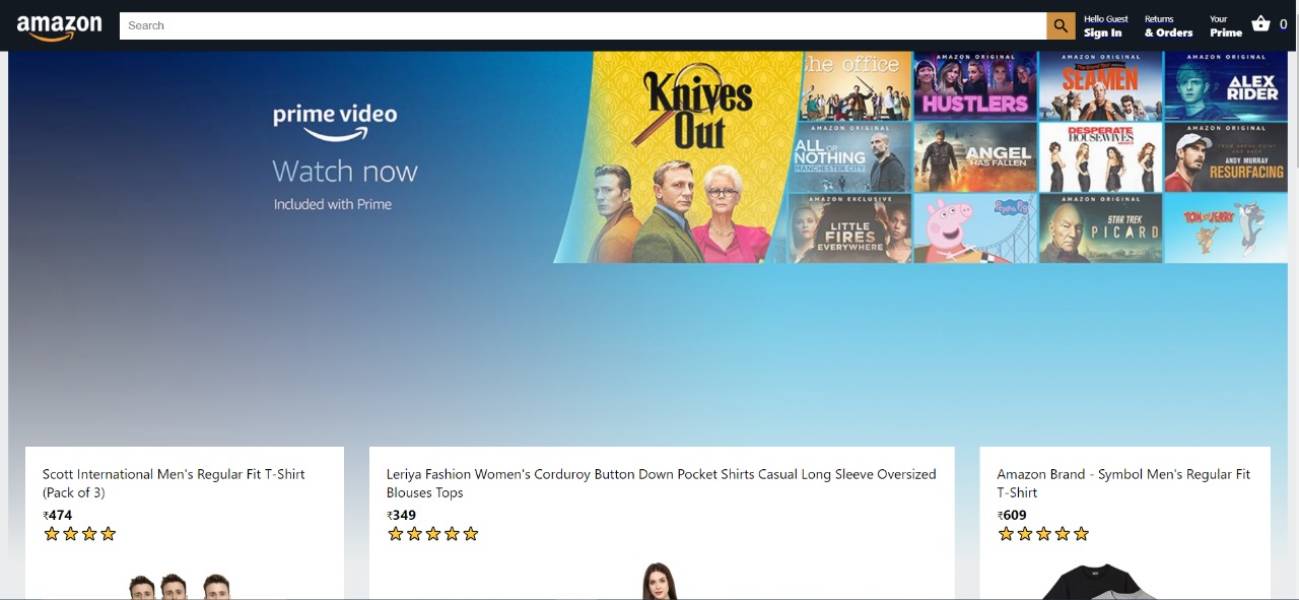 amazon
Search
Hello Guest
Sign In
Returns
& Orders
Your
Prime
0
prime video
Watch now
Included with Prime
Knives
Out
the office
AMAZON ORIGINAL
HUSTLERS
AMAZON ORIGINAL
SEAMEN
AMAZON ORIGINAL
ALEX
RIDER
AMAZON ORIGINAL
ALL OR
NOTHING
MANCHESTER CITY
ANGEL
HAS FALLEN
DESPERATE
HOUSEWIVES
AMAZON ORIGINAL
ANDY MURRAY
RESURFACING
AMAZON EXCLUSIVE
LITTLE
FIRES
EVERYWHERE
Peppa Pig
AMAZON ORIGINAL
STAR TREK
PICARD
TOM and JERRY
Scott International Men's Regular Fit T-Shirt
(Pack of 3)
₹474
Leriya Fashion Women's Corduroy Button Down Pocket Shirts Casual Long Sleeve Oversized
Blouses Tops
₹349
Amazon Brand - Symbol Men's Regular Fit
T-Shirt
₹609